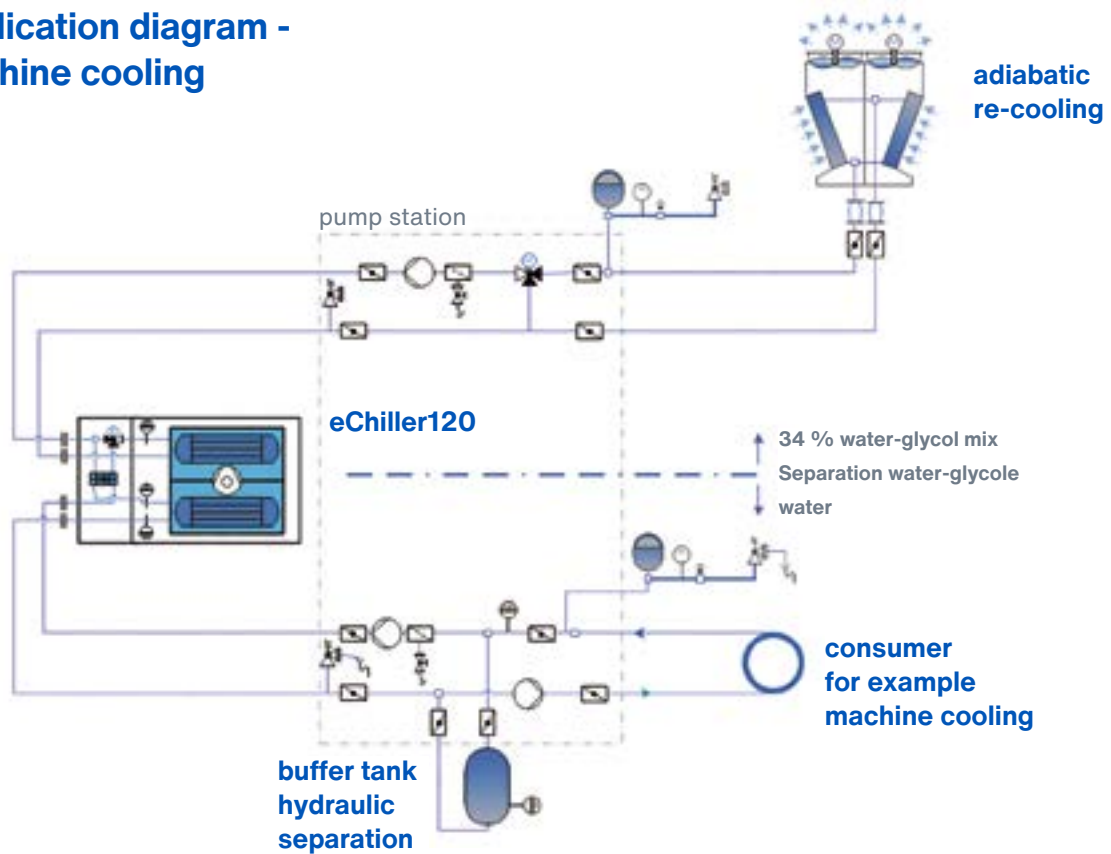 lication diagram -
hine cooling
adiabatic
re-cooling
pump station
eChiller120
34 % water-glycol mix
Separation water-glycole
water
consumer
for example
machine cooling
buffer tank
hydraulic
separation